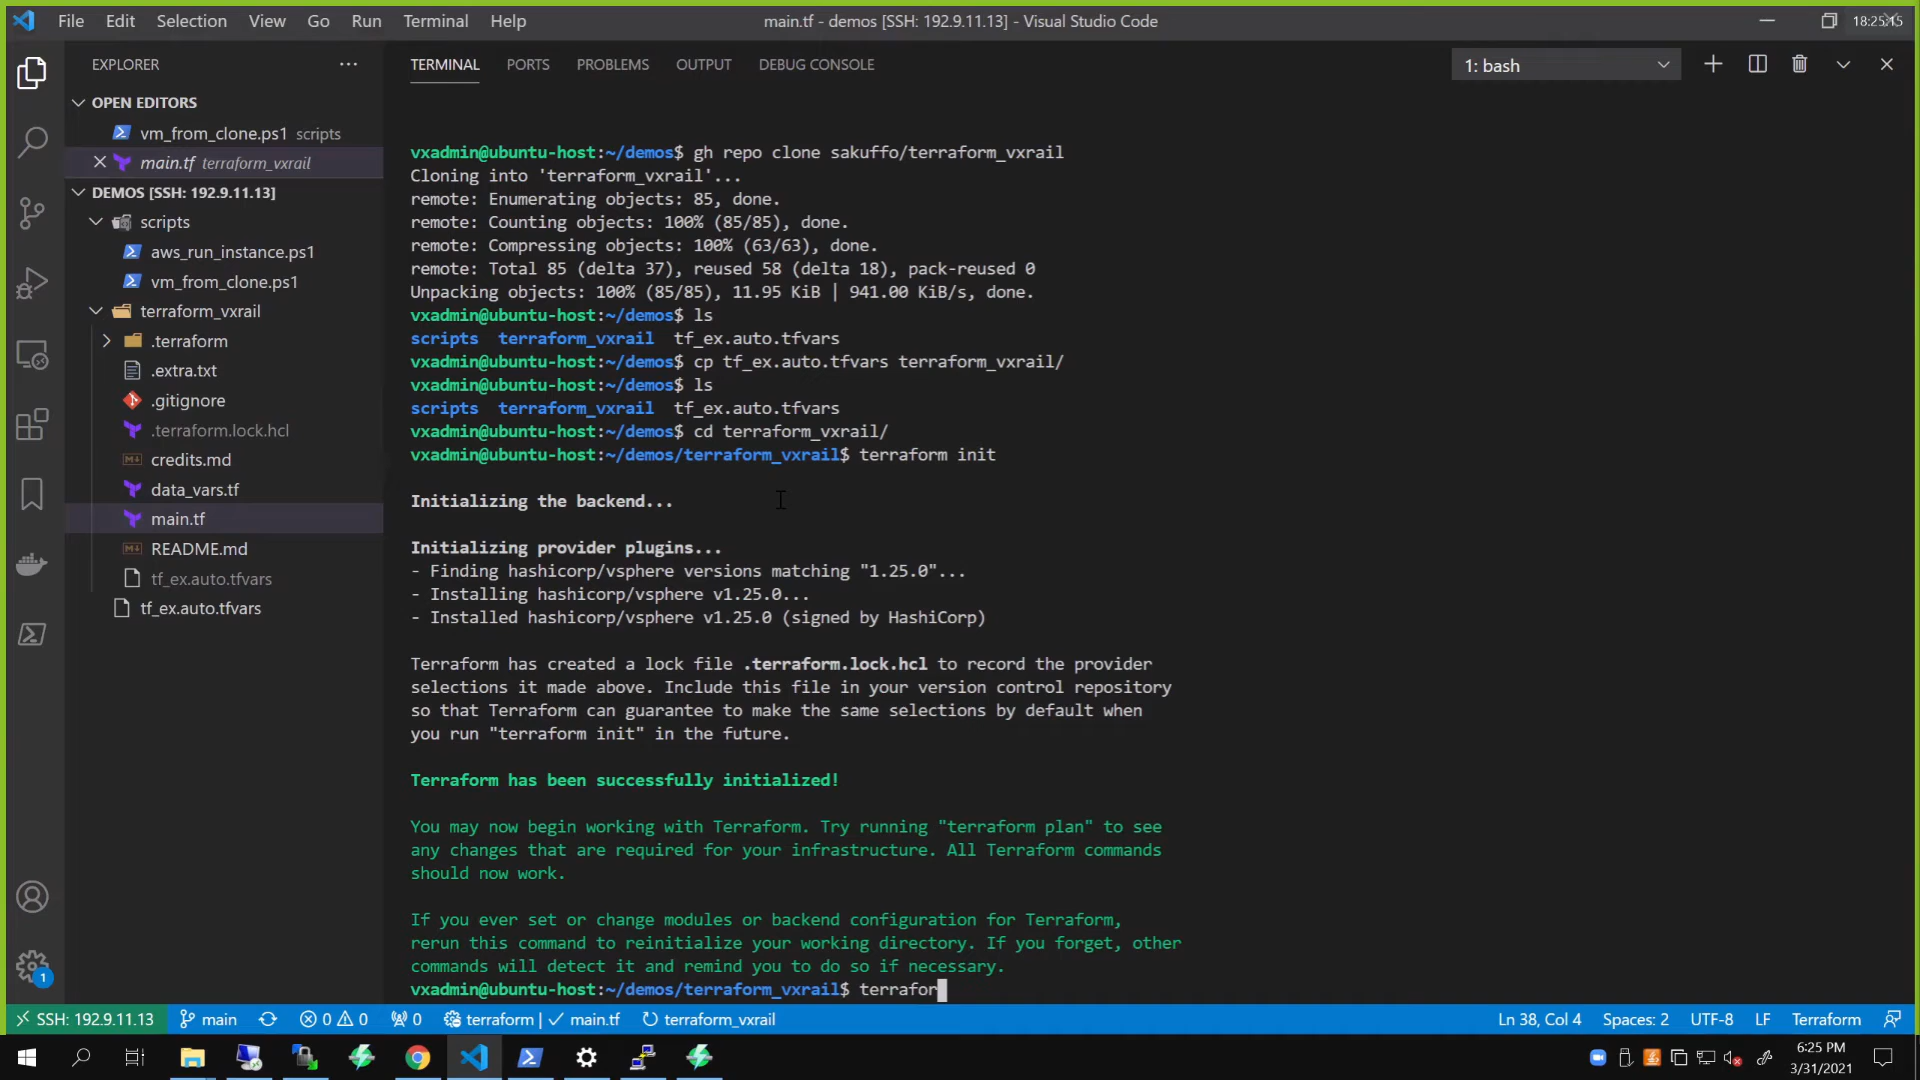 File Edit Selection View Go Run Terminal Help
main.tf - demos [SSH: 192.9.11.13] - Visual Studio Code
18:25:15
EXPLORER
OPEN EDITORS
vm_from_clone.ps1 scripts
main.tf terraform_vxrail
DEMOS [SSH: 192.9.11.13]
scripts
aws_run_instance.ps1
vm_from_clone.ps1
terraform_vxrail
.terraform
.extra.txt
.gitignore
.terraform.lock.hcl
credits.md
data_vars.tf
main.tf
README.md
tf_ex.auto.tfvars
tf_ex.auto.tfvars
TERMINAL PORTS PROBLEMS OUTPUT DEBUG CONSOLE
1: bash
vxadmin@ubuntu-host:~/demos$ gh repo clone sakuffo/terraform_vxrail
Cloning into 'terraform_vxrail'...
remote: Enumerating objects: 85, done.
remote: Counting objects: 100% (85/85), done.
remote: Compressing objects: 100% (63/63), done.
remote: Total 85 (delta 37), reused 58 (delta 18), pack-reused 0
Unpacking objects: 100% (85/85), 11.95 KiB | 941.00 KiB/s, done.
vxadmin@ubuntu-host:~/demos$ ls
scripts terraform_vxrail tf_ex.auto.tfvars
vxadmin@ubuntu-host:~/demos$ cp tf_ex.auto.tfvars terraform_vxrail/
vxadmin@ubuntu-host:~/demos$ ls
scripts terraform_vxrail tf_ex.auto.tfvars
vxadmin@ubuntu-host:~/demos$ cd terraform_vxrail/
vxadmin@ubuntu-host:~/demos/terraform_vxrail$ terraform init
Initializing the backend...
Initializing provider plugins...
- Finding hashicorp/vsphere versions matching "1.25.0"...
- Installing hashicorp/vsphere v1.25.0...
- Installed hashicorp/vsphere v1.25.0 (signed by HashiCorp)
Terraform has created a lock file .terraform.lock.hcl to record the provider
selections it made above. Include this file in your version control repository
so that Terraform can guarantee to make the same selections by default when
you run "terraform init" in the future.
Terraform has been successfully initialized!
You may now begin working with Terraform. Try running "terraform plan" to see
any changes that are required for your infrastructure. All Terraform commands
should now work.
If you ever set or change modules or backend configuration for Terraform,
rerun this command to reinitialize your working directory. If you forget, other
commands will detect it and remind you to do so if necessary.
vxadmin@ubuntu-host:~/demos/terraform_vxrail$ terrafor
1
SSH: 192.9.11.13 main 0 0 0 terraform | main.tf terraform_vxrail
Ln 38, Col 4 Spaces: 2 UTF-8 LF Terraform
6:25 PM
3/31/2021